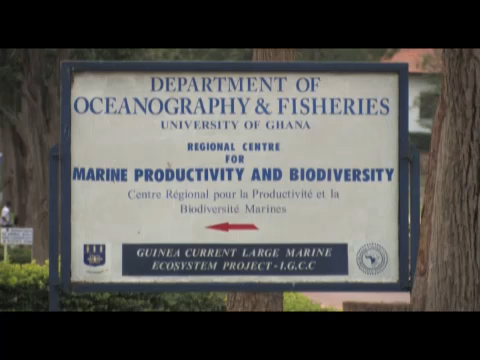 DEPARTMENT OF
OCEANOGRAPHY & FISHERIES
UNIVERSITY OF GHANA
REGIONAL CENTRE
FOR
MARINE PRODUCTIVITY AND BIODIVERSITY
Centre Régional pour la Productivité et la
Biodiversité Marines
GUINEA CURRENT LARGE MARINE
ECOSYSTEM PROJECT - I.G.C.C